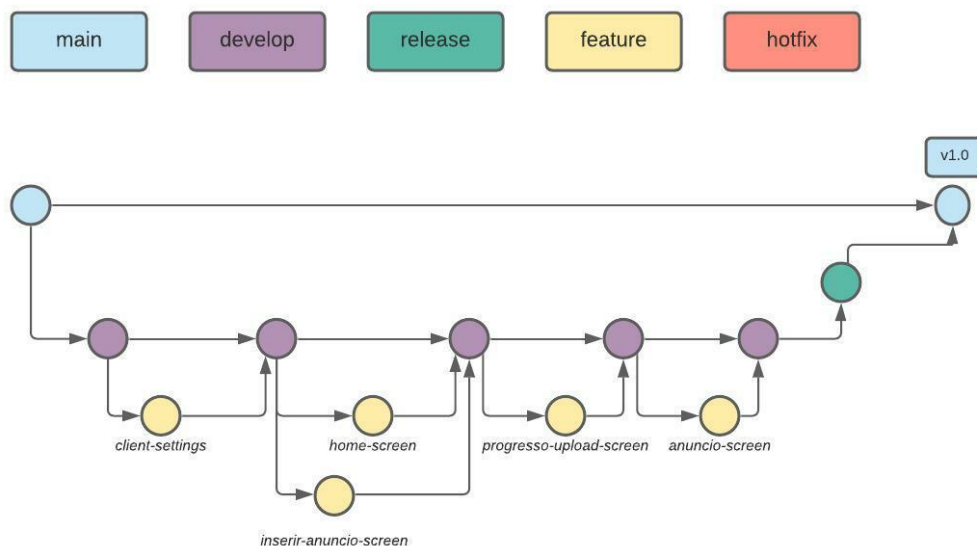 main
develop
release
feature
hotfix
v1.0
client-settings
home-screen
progresso-upload-screen
anuncio-screen
inserir-anuncio-screen